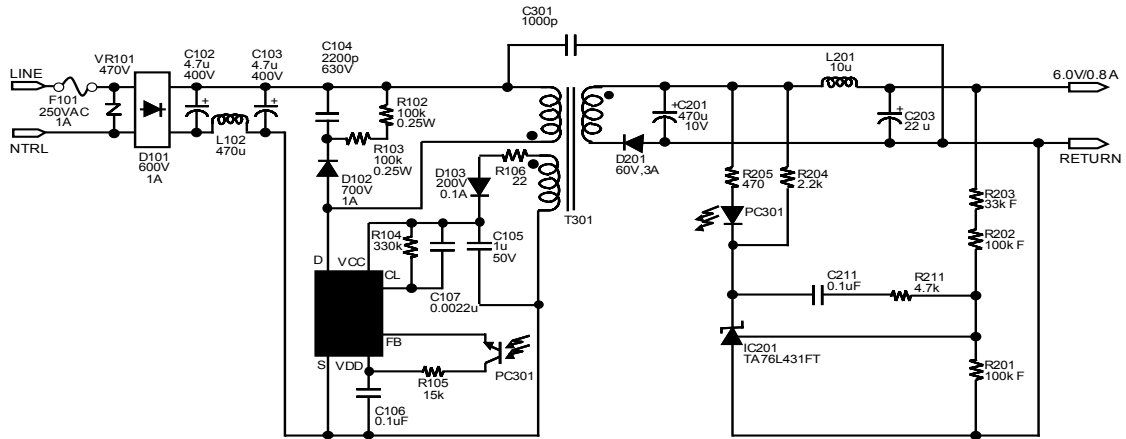 C301
1000p
VR101
470V
C102
4.7u
400V
C103
4.7u
400V
C104
2200p
630V
L201
10u
LINE
6.0V/0.8A
F101
250VAC
1A
R102
100k
0.25W
C201
470u
10V
C203
22 u
NTRL
L102
470u
R103
100k
0.25W
D101
600V
1A
D102
700V
1A
D103
200V
0.1A
R106
22
D201
60V,3A
RETURN
R205
470
R204
2.2k
T301
PC301
R203
33k F
R104
330k
C105
1u
50V
R202
100k F
D
VCC
CL
C107
0.0022u
C211
0.1uF
R211
4.7k
FB
IC201
TA76L431FT
S
VDD
R105
15k
PC301
R201
100k F
C106
0.1uF